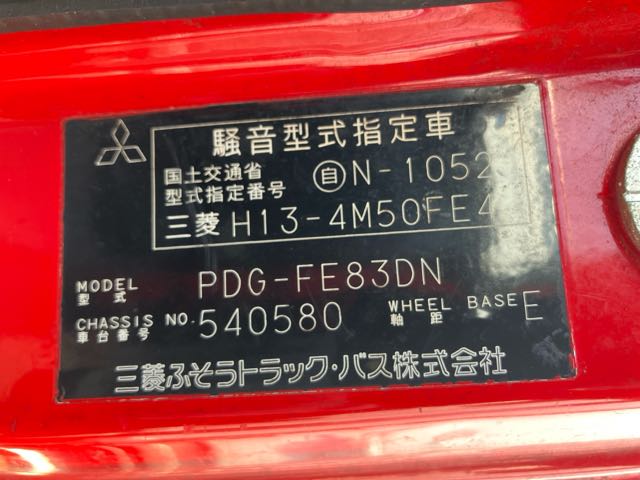 騒音型式指定車
国土交通省
型式指定番号 自N-1052
三菱 H13-4M50FE4
MODEL
型式 PDG-FE83DN
CHASSIS NO.
車台番号 540580 WHEEL BASE
軸距 E
三菱ふそうトラック・バス株式会社